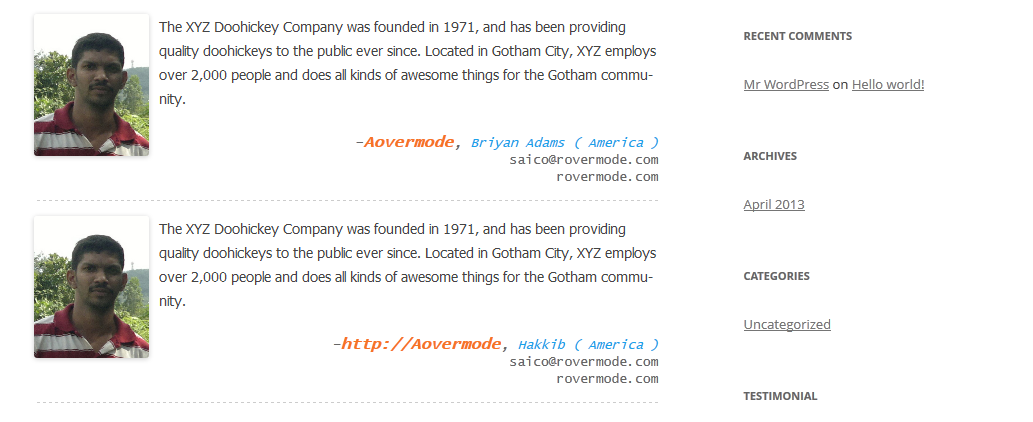 The XYZ Doohickey Company was founded in 1971, and has been providing
quality doohickeys to the public ever since. Located in Gotham City, XYZ employs
over 2,000 people and does all kinds of awesome things for the Gotham commu-
nity.
–Aovermode, Briyan Adams ( America )
saico@rovermode.com
rovermode.com
The XYZ Doohickey Company was founded in 1971, and has been providing
quality doohickeys to the public ever since. Located in Gotham City, XYZ employs
over 2,000 people and does all kinds of awesome things for the Gotham commu-
nity.
–http://Aovermode, Hakkib ( America )
saico@rovermode.com
rovermode.com
RECENT COMMENTS
Mr WordPress on Hello world!
ARCHIVES
April 2013
CATEGORIES
Uncategorized
TESTIMONIAL